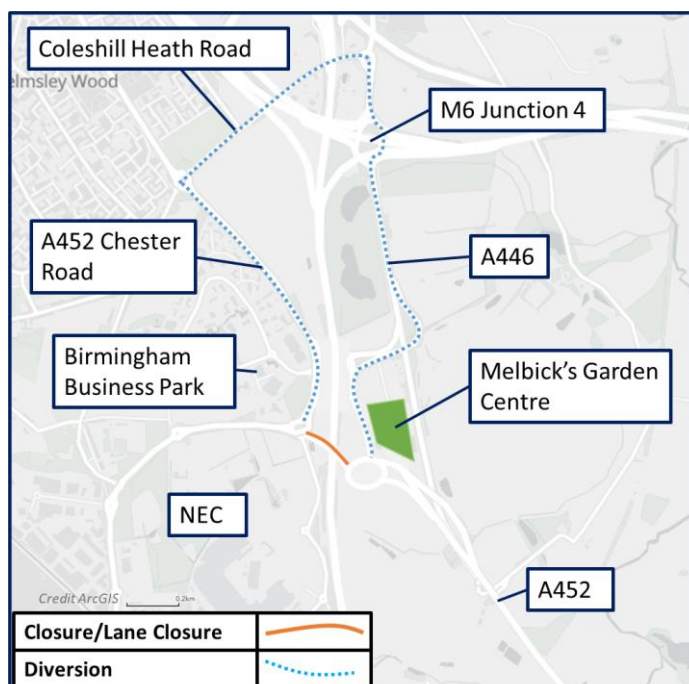 Coleshill Heath Road
elmsley Wood
M6 Junction 4
A452 Chester
Road
A446
Birmingham
Business Park
Melbick's Garden
Centre
NEC
A452
Credit ArcGIS
0.2km
Closure/Lane Closure
Diversion